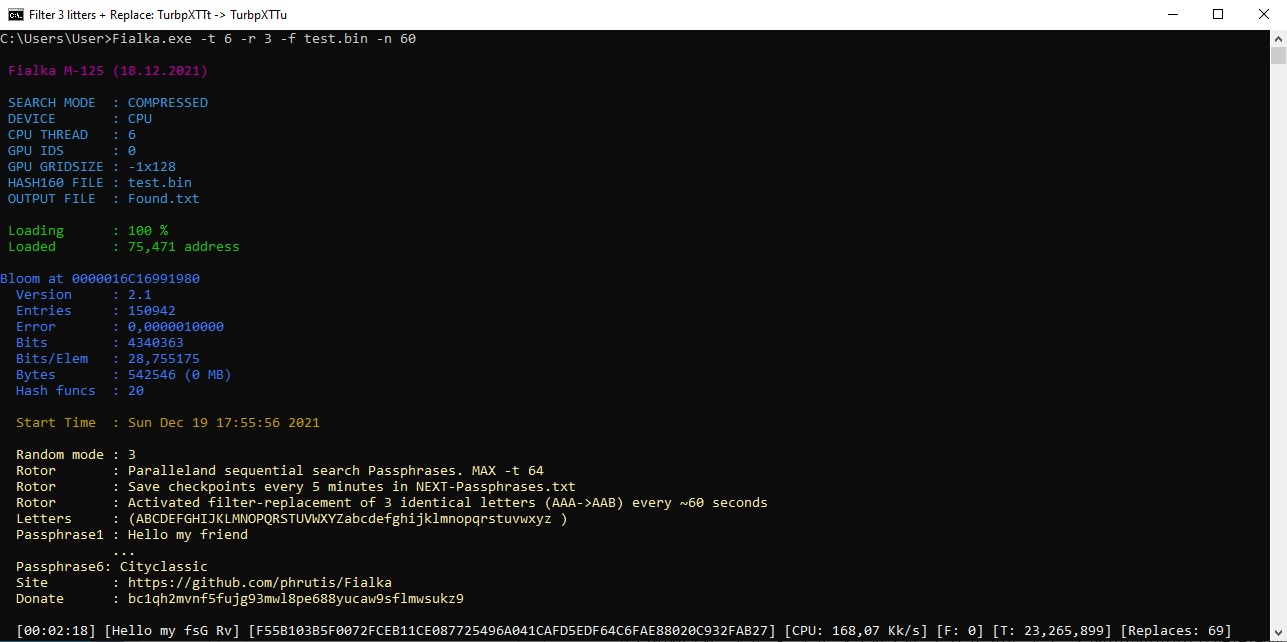 Filter 3 litters + Replace: TurbpXTTt -> TurbpXTTu
C:\Users\User>Fialka.exe -t 6 -r 3 -f test.bin -n 60
Fialka M-125 (18.12.2021)
SEARCH MODE : COMPRESSED
DEVICE : CPU
CPU THREAD : 6
GPU IDS : 0
GPU GRIDSIZE : -1x128
HASH160 FILE : test.bin
OUTPUT FILE : Found.txt
Loading : 100 %
Loaded : 75,471 address
Bloom at 0000016C16991980
Version : 2.1
Entries : 150942
Error : 0,0000010000
Bits : 4340363
Bits/Elem : 28,755175
Bytes : 542546 (0 MB)
Hash funcs : 20
Start Time : Sun Dec 19 17:55:56 2021
Random mode : 3
Rotor : Paralleland sequential search Passphrases. MAX -t 64
Rotor : Save checkpoints every 5 minutes in NEXT-Passphrases.txt
Rotor : Activated filter-replacement of 3 identical letters (AAA->AAB) every ~60 seconds
Letters : (ABCDEFGHIJKLMNOPQRSTUVWXYZabcdefghijklmnopqrstuvwxyz )
Passphrase1 : Hello my friend
...
Passphrase6: Cityclassic
Site : https://github.com/phrutis/Fialka
Donate : bc1qh2mvnf5fujg93mwl8pe688yucaw9sflmwsukz9
[00:02:18] [Hello my fsG Rv] [F55B103B5F0072FCEB11CE087725496A041CAFD5EDF64C6FAE88020C932FAB27] [CPU: 168,07 Kk/s] [F: 0] [T: 23,265,899] [Replaces: 69]